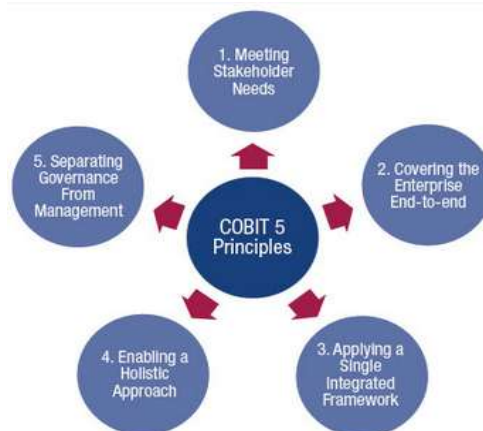 1. Meeting
Stakeholder
Needs
5. Separating
Governance
From
Management
2. Covering the
Enterprise
End-to-end
COBIT 5
Principles
4. Enabling a
Holistic
Approach
3. Applying a
Single
Integrated
Framework